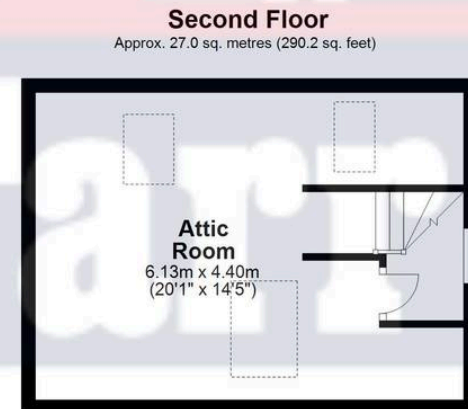 Second Floor
Approx. 27.0 sq. metres (290.2 sq. feet)
Attic
Room
6.13m x 4.40m
(20'1" x 14'5")
arr